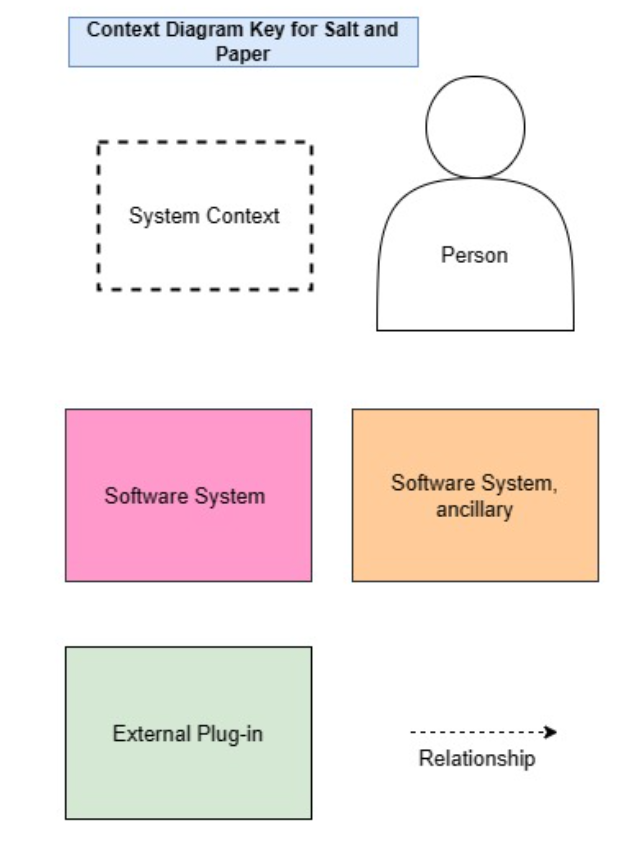 Context Diagram Key for Salt and
Paper
System Context
Person
Software System
Software System,
ancillary
External Plug-in
Relationship